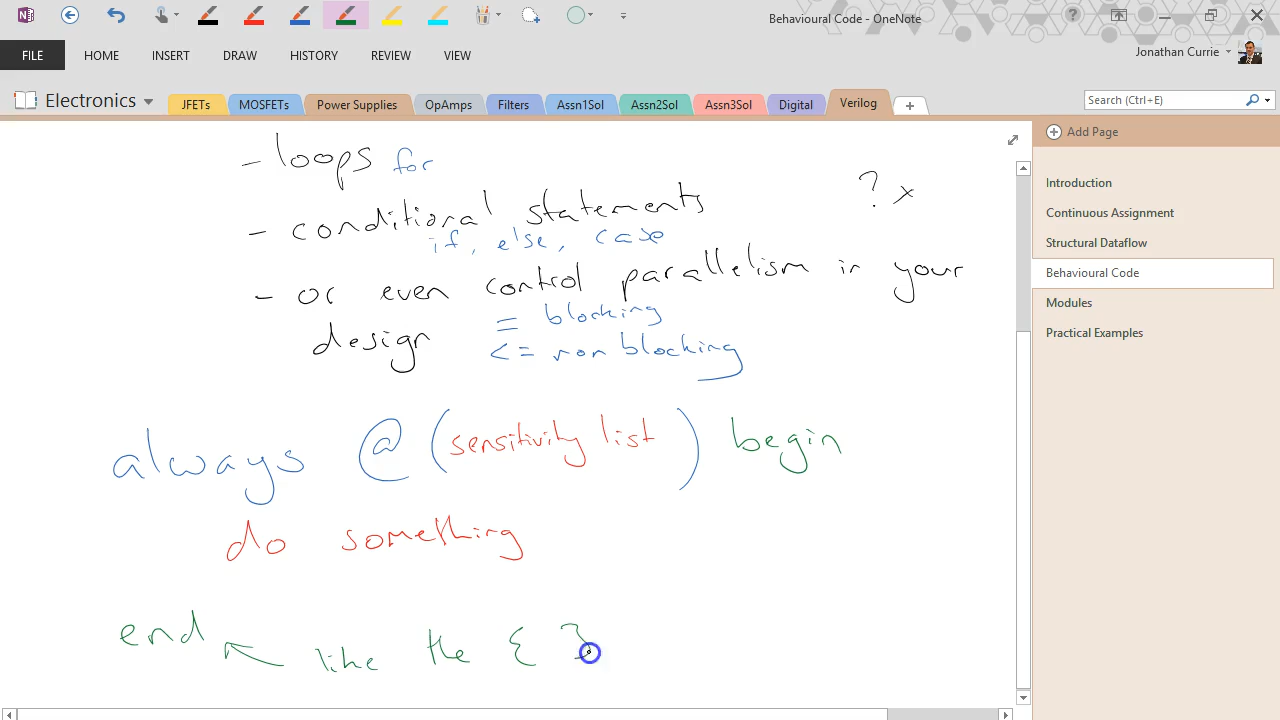 Behavioural Code - OneNote
Jonathan Currie
FILE HOME INSERT DRAW HISTORY REVIEW VIEW
Electronics JFETs MOSFETs Power Supplies OpAmps Filters Assn1Sol Assn2Sol Assn3Sol Digital Verilog
Search (Ctrl+E)
Add Page
Introduction
Continuous Assignment
Structural Dataflow
Behavioural Code
Modules
Practical Examples
- loops for
- conditional statements ? x
if, else, case
- or even control parallelism in your
design = blocking
<= non blocking
always @ (sensitivity list) begin
do something
end ← like the { }